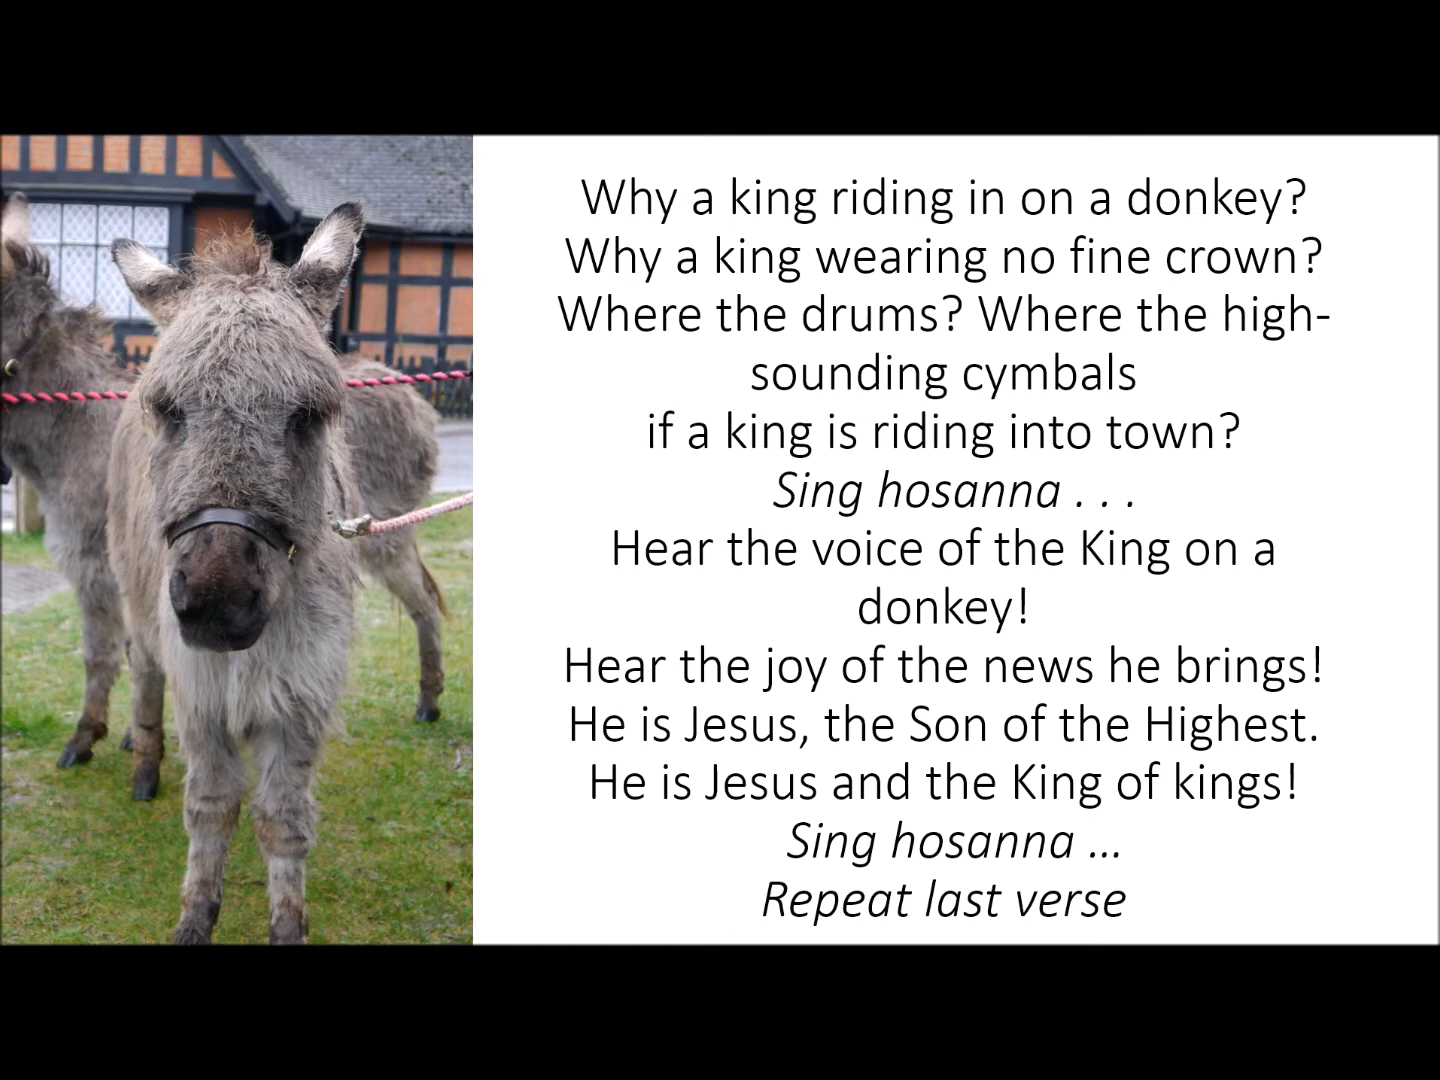 Why a king riding in on a donkey?
Why a king wearing no fine crown?
Where the drums? Where the high-
sounding cymbals
if a king is riding into town?
Sing hosanna . . .
Hear the voice of the King on a
donkey!
Hear the joy of the news he brings!
He is Jesus, the Son of the Highest.
He is Jesus and the King of kings!
Sing hosanna ...
Repeat last verse